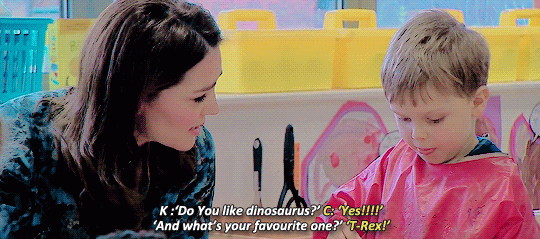 K :‘Do You like dinosaurus?’ C: ‘Yes!!!!’
‘And what’s your favourite one?’ ‘T-Rex!’